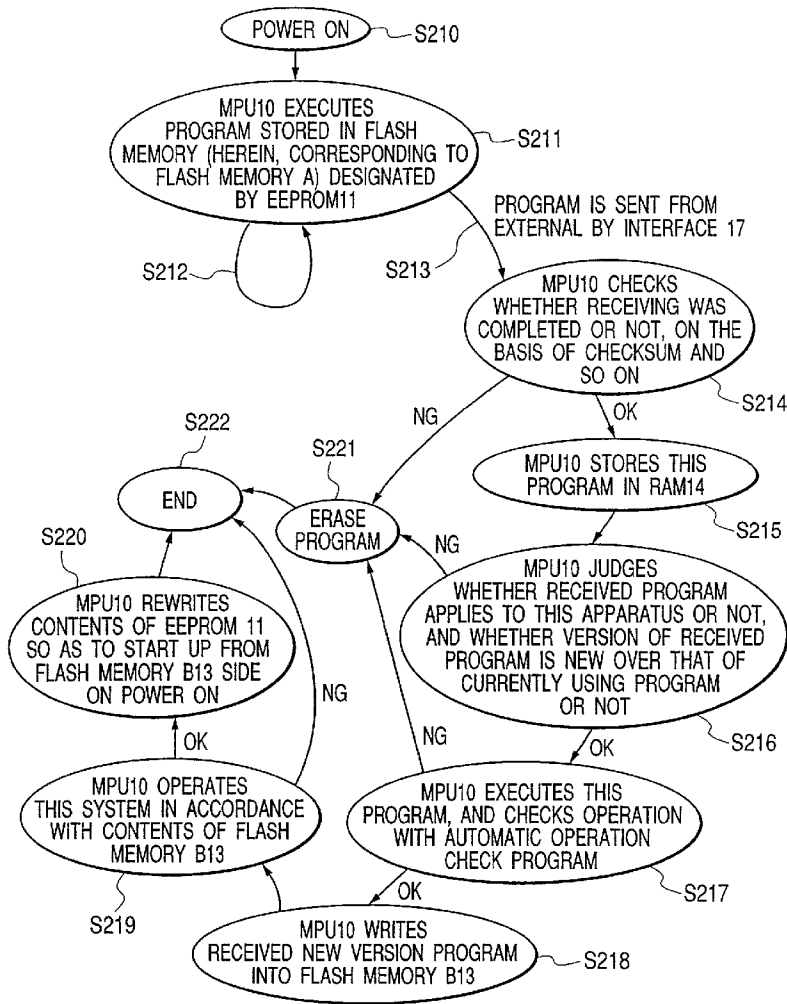 POWER ON
S210
MPU10 EXECUTES
PROGRAM STORED IN FLASH
MEMORY (HEREIN, CORRESPONDING TO
FLASH MEMORY A) DESIGNATED
BY EEPROM11
S211
S212
S213
PROGRAM IS SENT FROM
EXTERNAL BY INTERFACE 17
MPU10 CHECKS
WHETHER RECEIVING WAS
COMPLETED OR NOT, ON THE
BASIS OF CHECKSUM AND
SO ON
S214
NG
OK
MPU10 STORES THIS
PROGRAM IN RAM14
S215
S222
END
S221
ERASE
PROGRAM
NG
MPU10 JUDGES
WHETHER RECEIVED PROGRAM
APPLIES TO THIS APPARATUS OR NOT,
AND WHETHER VERSION OF RECEIVED
PROGRAM IS NEW OVER THAT OF
CURRENTLY USING PROGRAM
OR NOT
S216
S220
MPU10 REWRITES
CONTENTS OF EEPROM 11
SO AS TO START UP FROM
FLASH MEMORY B13 SIDE
ON POWER ON
NG
NG
OK
OK
MPU10 OPERATES
THIS SYSTEM IN ACCORDANCE
WITH CONTENTS OF FLASH
MEMORY B13
S219
MPU10 EXECUTES THIS
PROGRAM, AND CHECKS OPERATION
WITH AUTOMATIC OPERATION
CHECK PROGRAM
S217
OK
MPU10 WRITES
RECEIVED NEW VERSION PROGRAM
INTO FLASH MEMORY B13
S218